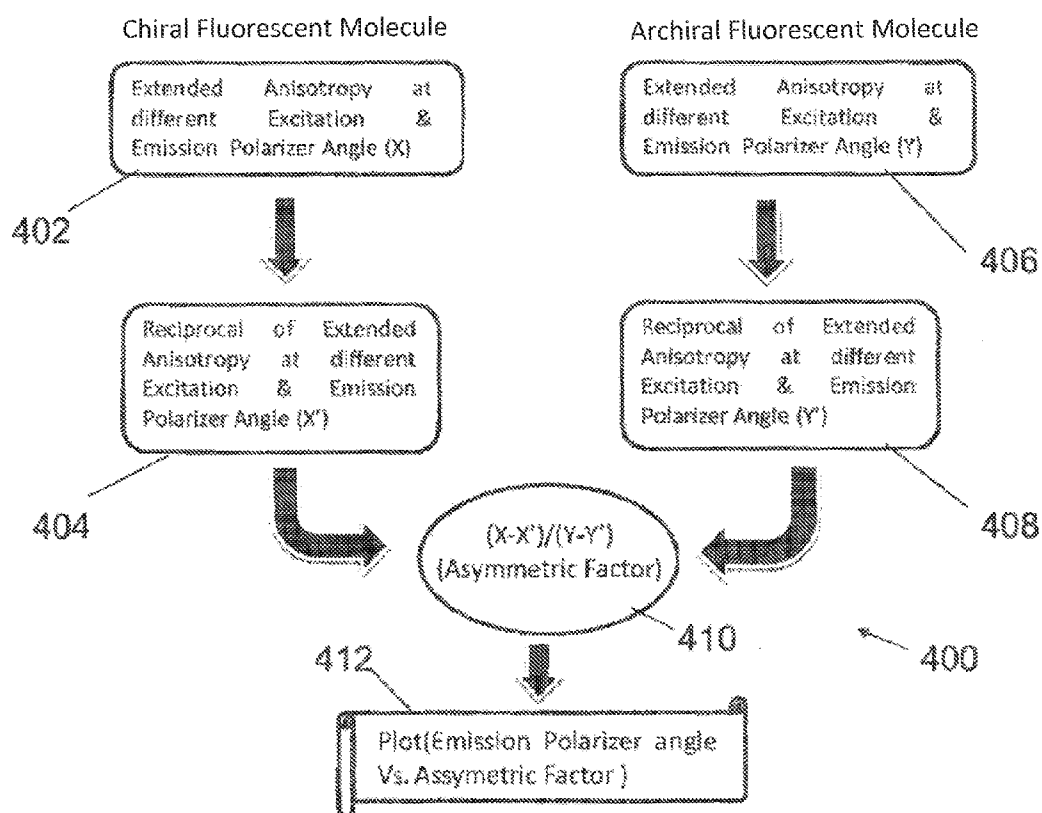 Chiral Fluorescent Molecule
Archiral Fluorescent Molecule
Extended Anisotropy at
different Excitation &
Emission Polarizer Angle (X)
Extended Anisotropy at
different Excitation &
Emission Polarizer Angle (Y)
402
406
Reciprocal of Extended
Anisotropy at different
Excitation & Emission
Polarizer Angle (X')
Reciprocal of Extended
Anisotropy at different
Excitation & Emission
Polarizer Angle (Y')
404
408
(X-X')/(Y-Y')
(Asymmetric Factor)
410
400
412
Plot(Emission Polarizer angle
Vs. Assymetric Factor )